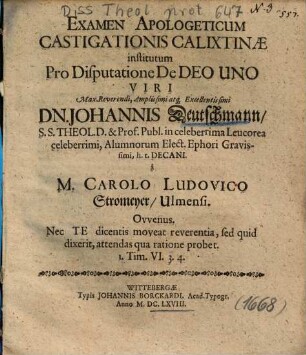 Diss Theol prot 647
N. 3
557.
EXAMEN APOLOGETICUM
CASTIGATIONIS CALIXTINÆ
institutum
Pro Disputatione De DEO UNO
VIRI
Max. Reverendi, Amplissimi atq; Excellentissimi
DN. JOHANNIS Deutschmann/
S. S. THEOL. D. & Prof. Publ. in celeberrima Leucorea
celeberrimi, Alumnorum Elect. Ephori Gravis-
simi, h. t. DECANI.
à
M. CAROLO LUDOVICO
Stromeyer/ Ulmensi.
Ovvenus.
Nec TE dicentis moveat reverentia, sed quid
dixerit, attendas qua ratione probet.
1. Tim. VI. 3. 4.
WITTEBERGÆ,
Typis JOHANNIS BORCKARDI, Acad. Typogr.
Anno M. DC. LXVIII.
(1668)